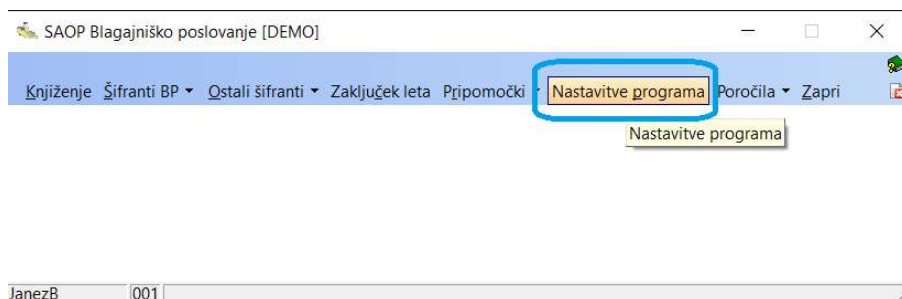 SAOP Blagajniško poslovanje [DEMO]
Knjiženje Šifranti BP Ostali šifranti Zaključek leta Pripomočki Nastavitve programa Poročila Zapri
Nastavitve programa
JanezB 001